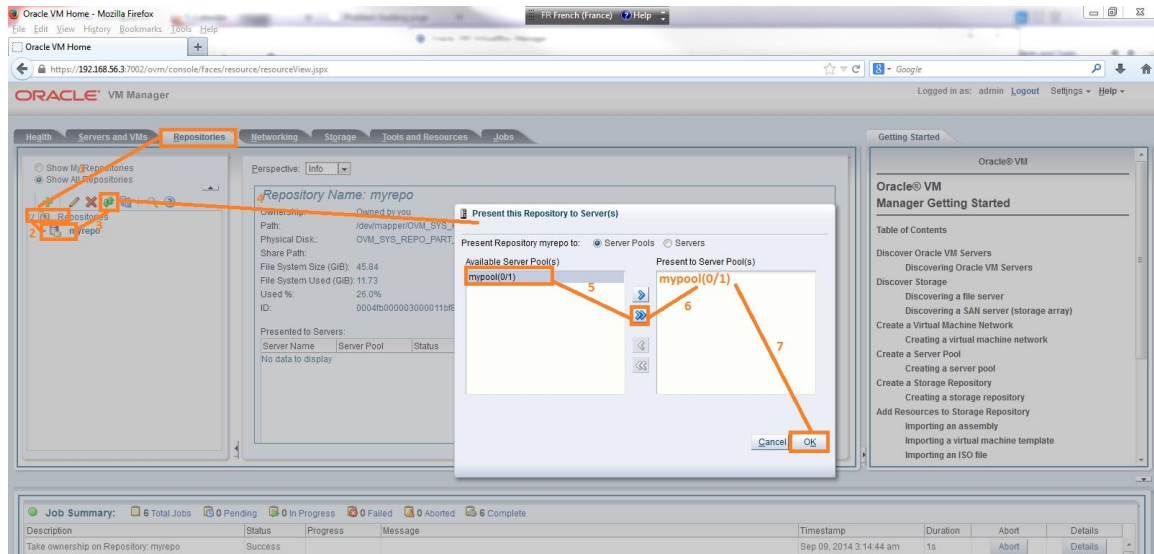 Oracle VM Home - Mozilla Firefox
FR French (France) Help
File Edit View History Bookmarks Tools Help
Oracle VM Home
https://192.168.56.3:7002/ovm/console/faces/resource/resourceView.jspx
Google
ORACLE VM Manager
Logged in as: admin Logout Settings Help
Health Servers and VMs Repositories Networking Storage Tools and Resources Jobs
Show My Repositories
Show All Repositories
Repositories
2 myrepo
3
Perspective: Info
4
Repository Name: myrepo
Ownership: Owned by you
Path: /dev/mapper/OVM_SYS_
Physical Disk: OVM_SYS_REPO_PART_
Share Path:
File System Size (GiB): 45.84
File System Used (GiB): 11.73
Used %: 26.0%
ID: 0004fb000003000011bf8
Presented to Servers:
Server Name Server Pool Status
No data to display
Present this Repository to Server(s)
Present Repository myrepo to: Server Pools Servers
Available Server Pool(s) Present to Server Pool(s)
mypool(0/1) mypool(0/1)
5 6
7
Cancel OK
Getting Started
Oracle® VM
Oracle® VM
Manager Getting Started
Table of Contents
Discover Oracle VM Servers
Discovering Oracle VM Servers
Discover Storage
Discovering a file server
Discovering a SAN server (storage array)
Create a Virtual Machine Network
Creating a virtual machine network
Create a Server Pool
Creating a server pool
Create a Storage Repository
Creating a storage repository
Add Resources to Storage Repository
Importing an assembly
Importing a virtual machine template
Importing an ISO file
Job Summary: 6 Total Jobs 0 Pending 0 In Progress 0 Failed 0 Aborted 6 Complete
Description Status Progress Message Timestamp Duration Abort Details
Take ownership on Repository: myrepo Success Sep 09, 2014 3:14:44 am 1s Abort Details